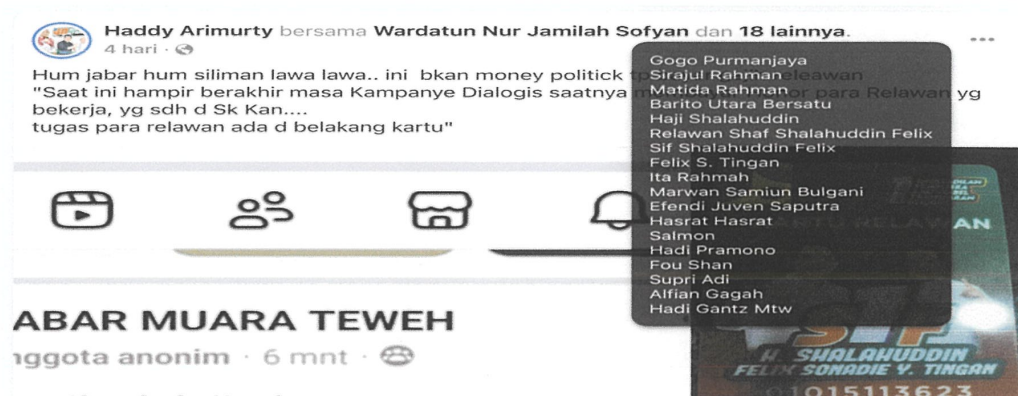 Haddy Arimurty bersama Wardatun Nur Jamilah Sofyan dan 18 lainnya.
4 hari
Hum jabar hum siliman lawa lawa.. ini bkan money politick
"Saat ini hampir berakhir masa Kampanye Dialogis saatnya para Relawan yg
bekerja, yg sdh d Sk Kan....
tugas para relawan ada d belakang kartu"
Gogo Purmanjaya
Sirajul Rahman
Matida Rahman
Barito Utara Bersatu
Haji Shalahuddin
Relawan Shaf Shalahuddin Felix
Sif Shalahuddin Felix
Felix S. Tingan
Ita Rahmah
Marwan Samiun Bulgani
Efendi Juven Saputra
Hasrat Hasrat
Salmon
Hadi Pramono
Fou Shan
Supri Adi
Alfian Gagah
Hadi Gantz Mtw
RELAWAN
H. SHALAHUDDIN
FELIX SONADIE Y. TINGAN
01015113623
ABAR MUARA TEWEH
nggota anonim · 6 mnt